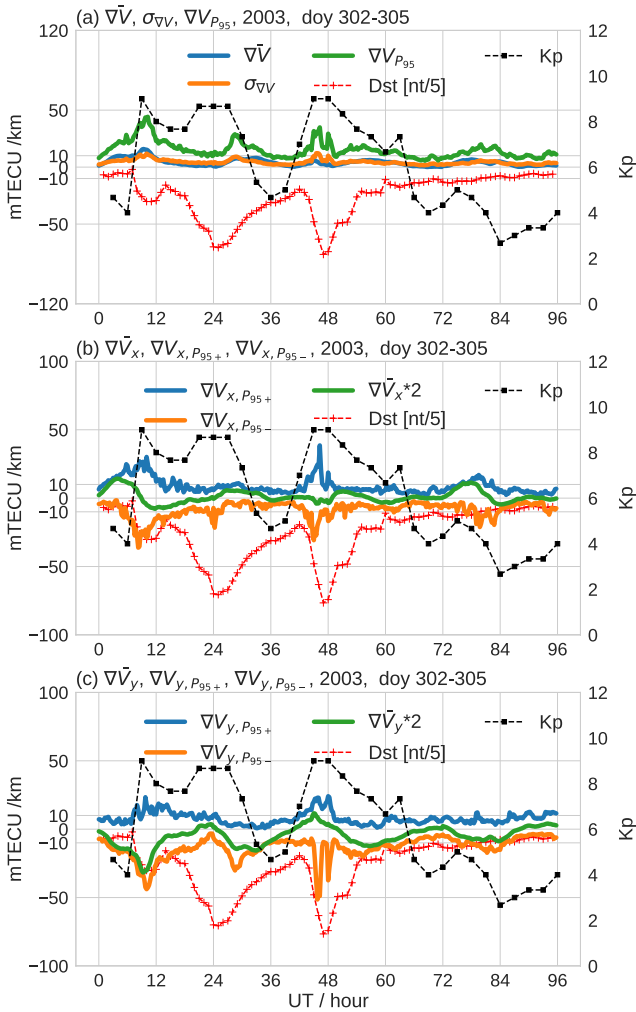 (a) ∇V̄, σ∇V, ∇V_P95, 2003, doy 302-305
120
50
10
0
−10
−50
−120
mTECU /km
∇V̄
σ∇V
∇V_P95
Dst [nt/5]
Kp
12
10
8
6
4
2
0
Kp
0 12 24 36 48 60 72 84 96
(b) ∇V̄x, ∇Vx, P95+, ∇Vx, P95−, 2003, doy 302-305
100
50
10
0
−10
−50
−100
mTECU /km
∇Vx, P95+
∇Vx, P95−
∇V̄x*2
Dst [nt/5]
Kp
12
10
8
6
4
2
0
Kp
0 12 24 36 48 60 72 84 96
(c) ∇V̄y, ∇Vy, P95+, ∇Vy, P95−, 2003, doy 302-305
100
50
10
0
−10
−50
−100
mTECU /km
∇Vy, P95+
∇Vy, P95−
∇V̄y*2
Dst [nt/5]
Kp
12
10
8
6
4
2
0
Kp
0 12 24 36 48 60 72 84 96
UT / hour